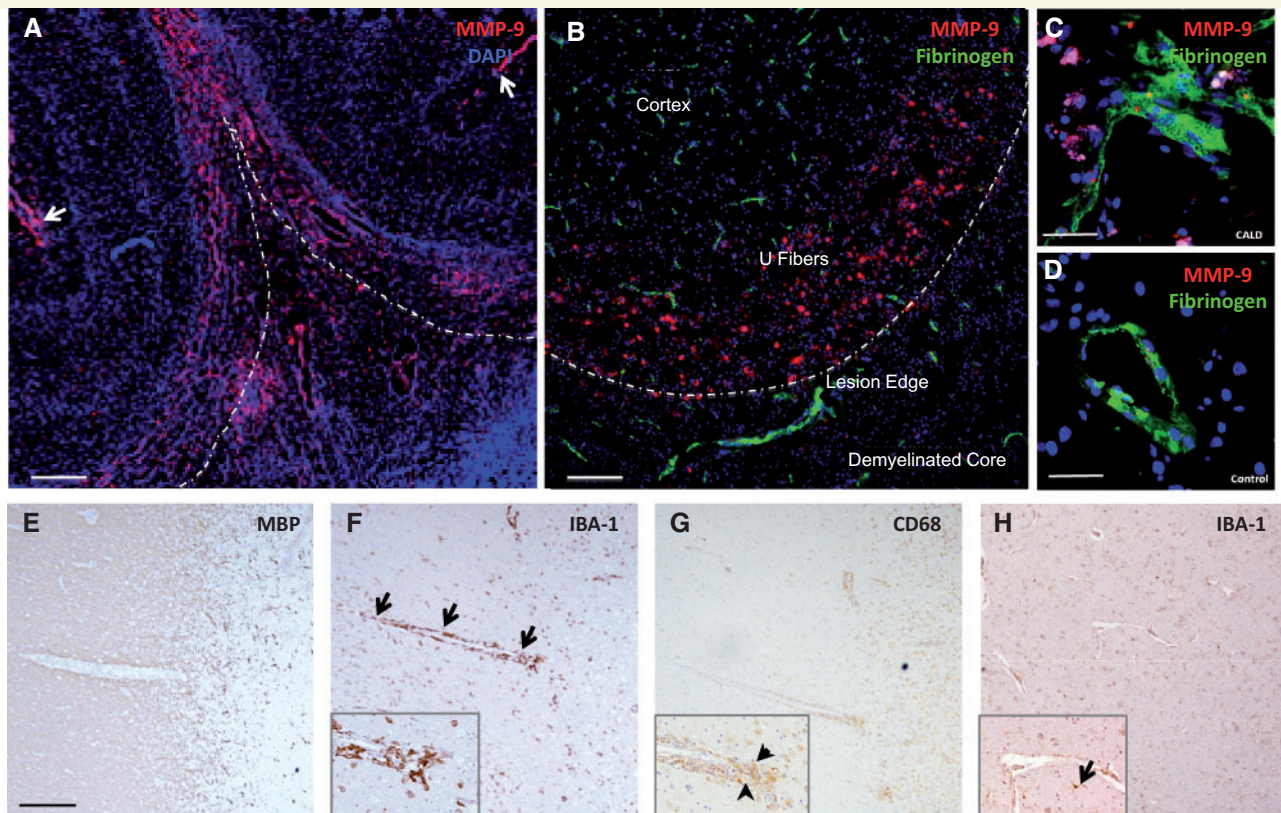 A
MMP-9
DAPI
B
MMP-9
Fibrinogen
Cortex
U Fibers
Lesion Edge
Demyelinated Core
C
MMP-9
Fibrinogen
CALD
D
MMP-9
Fibrinogen
Control
E
MBP
F
IBA-1
G
CD68
H
IBA-1